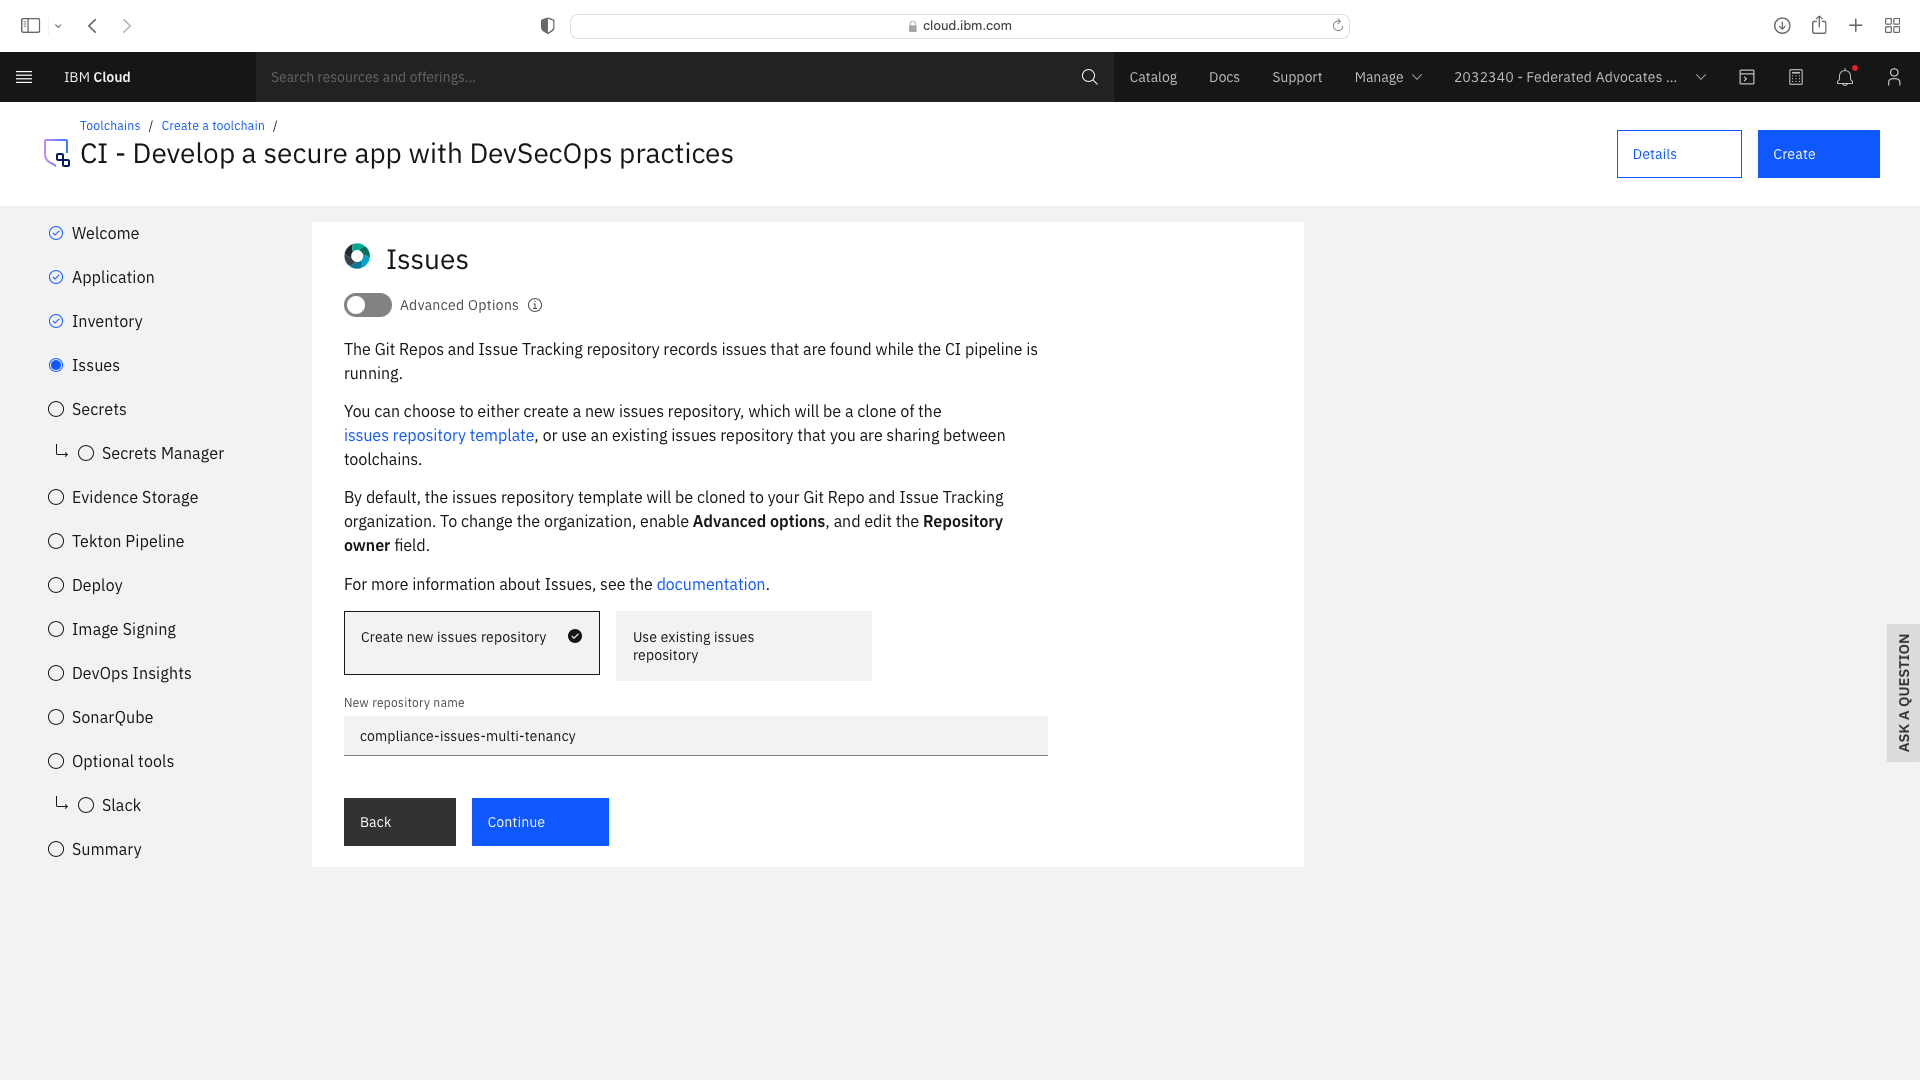 cloud.ibm.com
IBM Cloud
Search resources and offerings...
Catalog
Docs
Support
Manage
2032340 - Federated Advocates ...
Toolchains / Create a toolchain /
CI - Develop a secure app with DevSecOps practices
Details
Create
Welcome
Application
Inventory
Issues
Secrets
Secrets Manager
Evidence Storage
Tekton Pipeline
Deploy
Image Signing
DevOps Insights
SonarQube
Optional tools
Slack
Summary
Issues
Advanced Options
The Git Repos and Issue Tracking repository records issues that are found while the CI pipeline is
running.
You can choose to either create a new issues repository, which will be a clone of the
issues repository template, or use an existing issues repository that you are sharing between
toolchains.
By default, the issues repository template will be cloned to your Git Repo and Issue Tracking
organization. To change the organization, enable Advanced options, and edit the Repository
owner field.
For more information about Issues, see the documentation.
Create new issues repository
Use existing issues
repository
New repository name
compliance-issues-multi-tenancy
Back
Continue
ASK A QUESTION